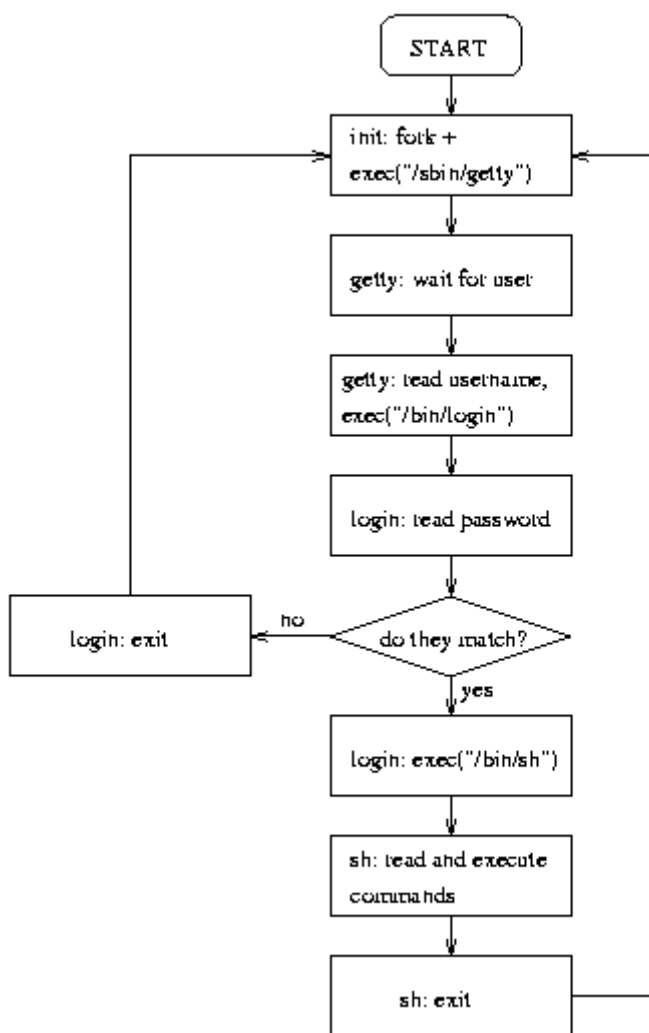 START
init: fork +
exec("/sbin/getty")
getty: wait for user
getty: read username,
exec("/bin/login")
login: read password
do they match?
no
login: exit
yes
login: exec("/bin/sh")
sh: read and execute
commands
sh: exit